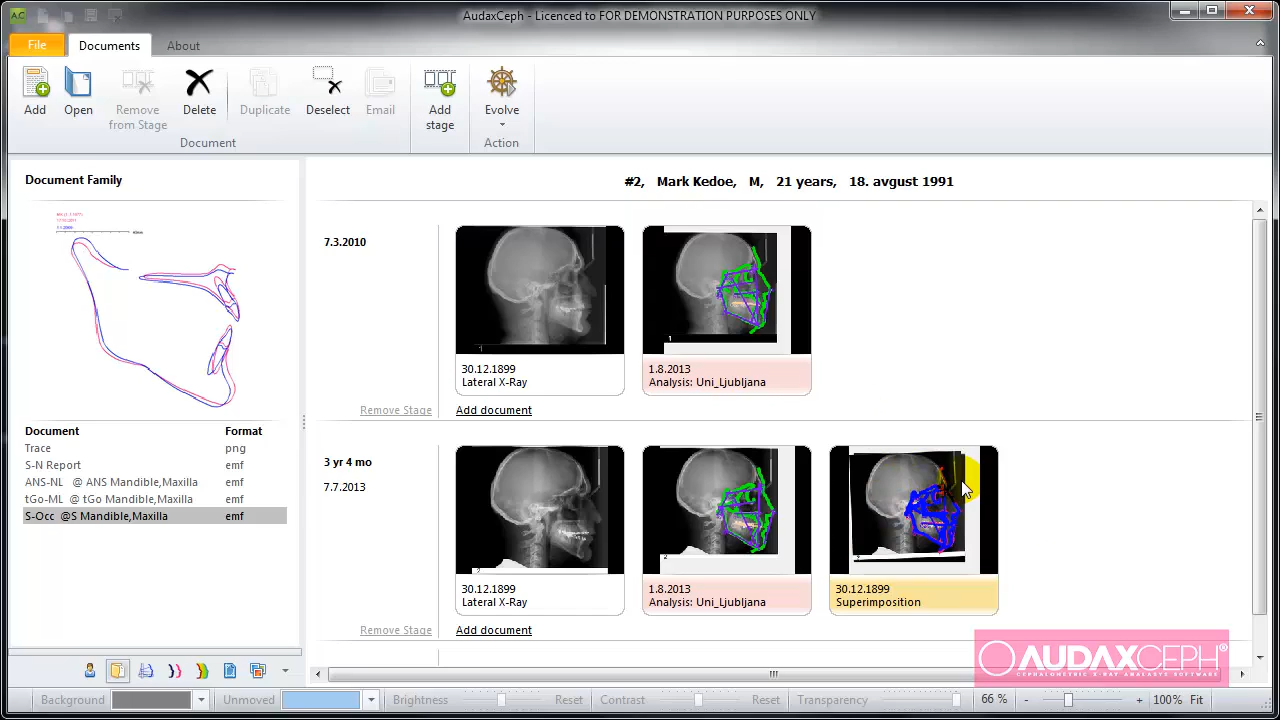 AC
AudaxCeph - Licenced to FOR DEMONSTRATION PURPOSES ONLY
File Documents About
Add
Open
Remove from Stage
Delete
Duplicate
Deselect
Email
Add stage
Evolve
Document
Action
Document Family
Document Format
Trace png
S-N Report emf
ANS-NL @ ANS Mandible,Maxilla emf
tGo-ML @ tGo Mandible,Maxilla emf
S-Occ @S Mandible,Maxilla emf
#2, Mark Kedoe, M, 21 years, 18. avgust 1991
7.3.2010
30.12.1899
Lateral X-Ray
1.8.2013
Analysis: Uni_Ljubljana
Remove Stage Add document
3 yr 4 mo
7.7.2013
30.12.1899
Lateral X-Ray
1.8.2013
Analysis: Uni_Ljubljana
30.12.1899
Superimposition
Remove Stage Add document
AUDAXCEPH®
CEPHALOMETRIC X RAY ANALASYE SOFTWARE
Background Unmoved Brightness Reset Contrast Reset Transparency 66 % - + 100% Fit